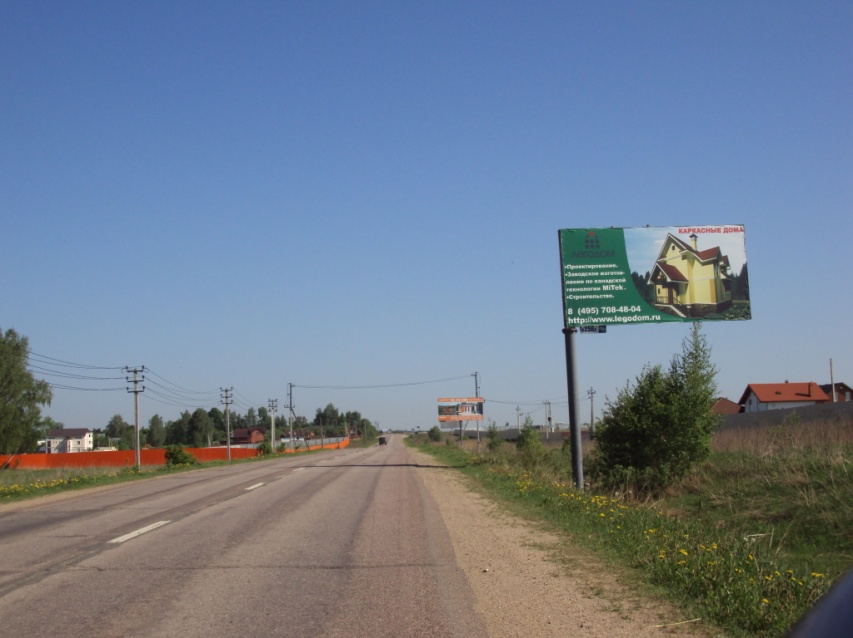 КАРКАСНЫЕ ДОМА
ЛЕГОДОМ
•Проектирование.
•Заводское изготов-
ление по канадской
технологии MiTek.
•Строительство.
8 (495) 708-48-04
http://www.legodom.ru